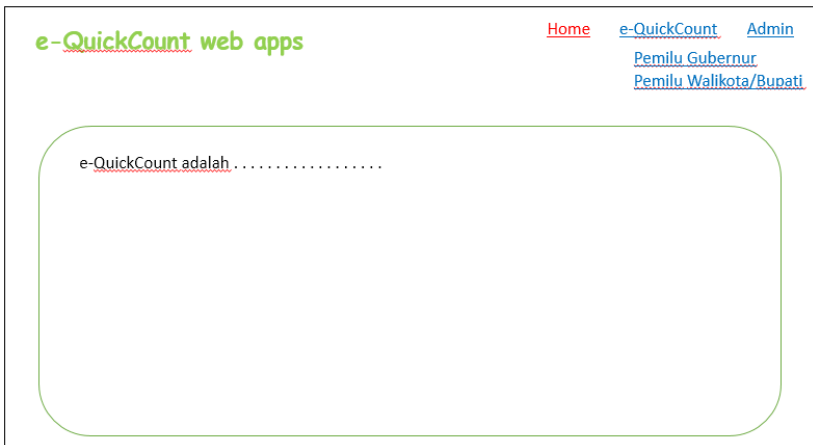 e-QuickCount web apps
Home e-QuickCount Admin
Pemilu Gubernur
Pemilu Walikota/Bupati
e-QuickCount adalah . . . . . . . . . . . . . . . . . .